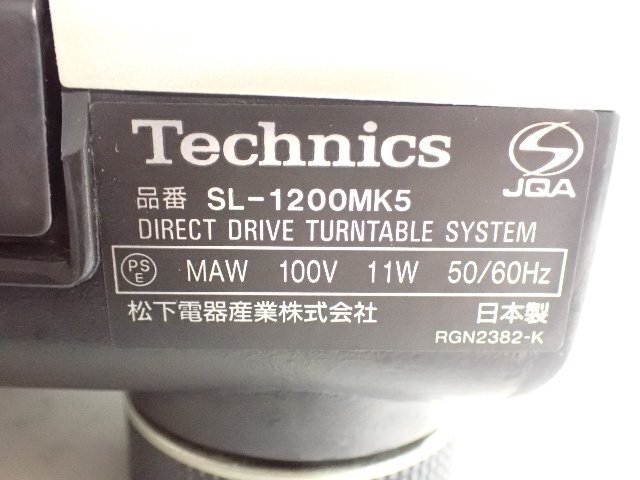 Technics
JQA
品番 SL-1200MK5
DIRECT DRIVE TURNTABLE SYSTEM
PS E MAW 100V 11W 50/60Hz
松下電器産業株式会社 日本製
RGN2382-K